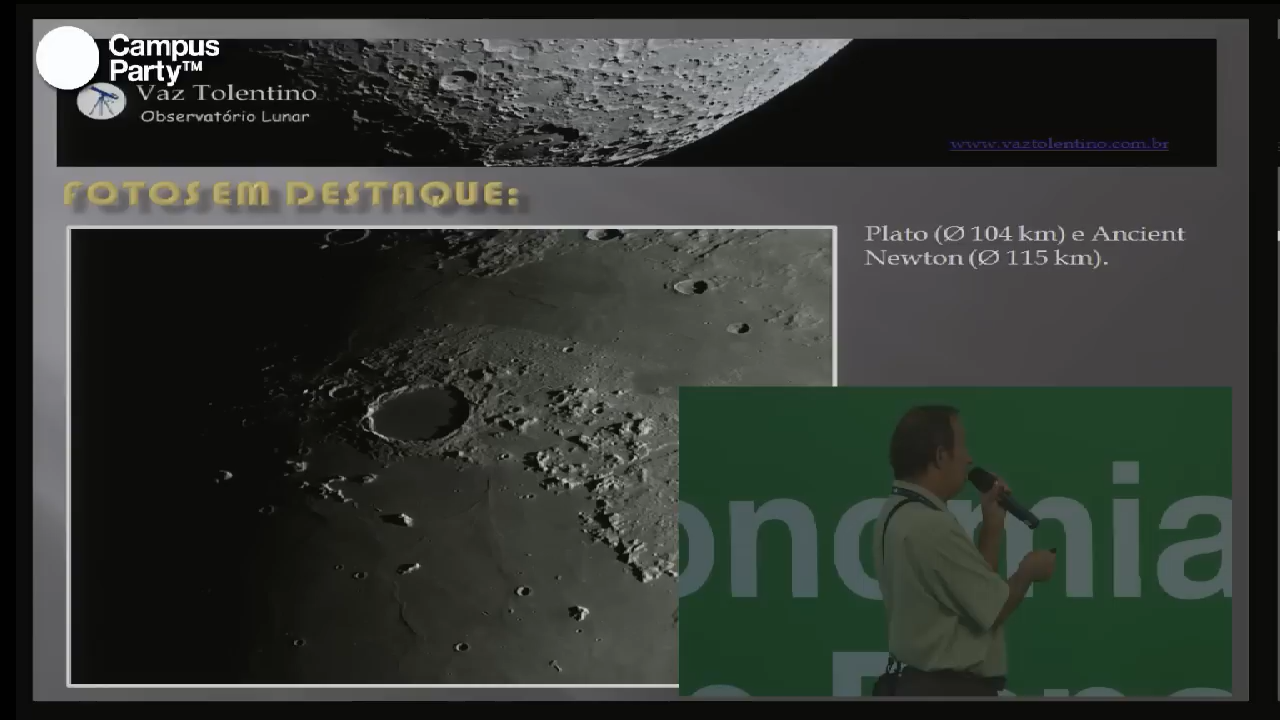 Campus
Party™
Vaz Tolentino
Observatório Lunar
www.vaztolentino.com.br
FOTOS EM DESTAQUE:
Plato (Ø 104 km) e Ancient
Newton (Ø 115 km).
onomia